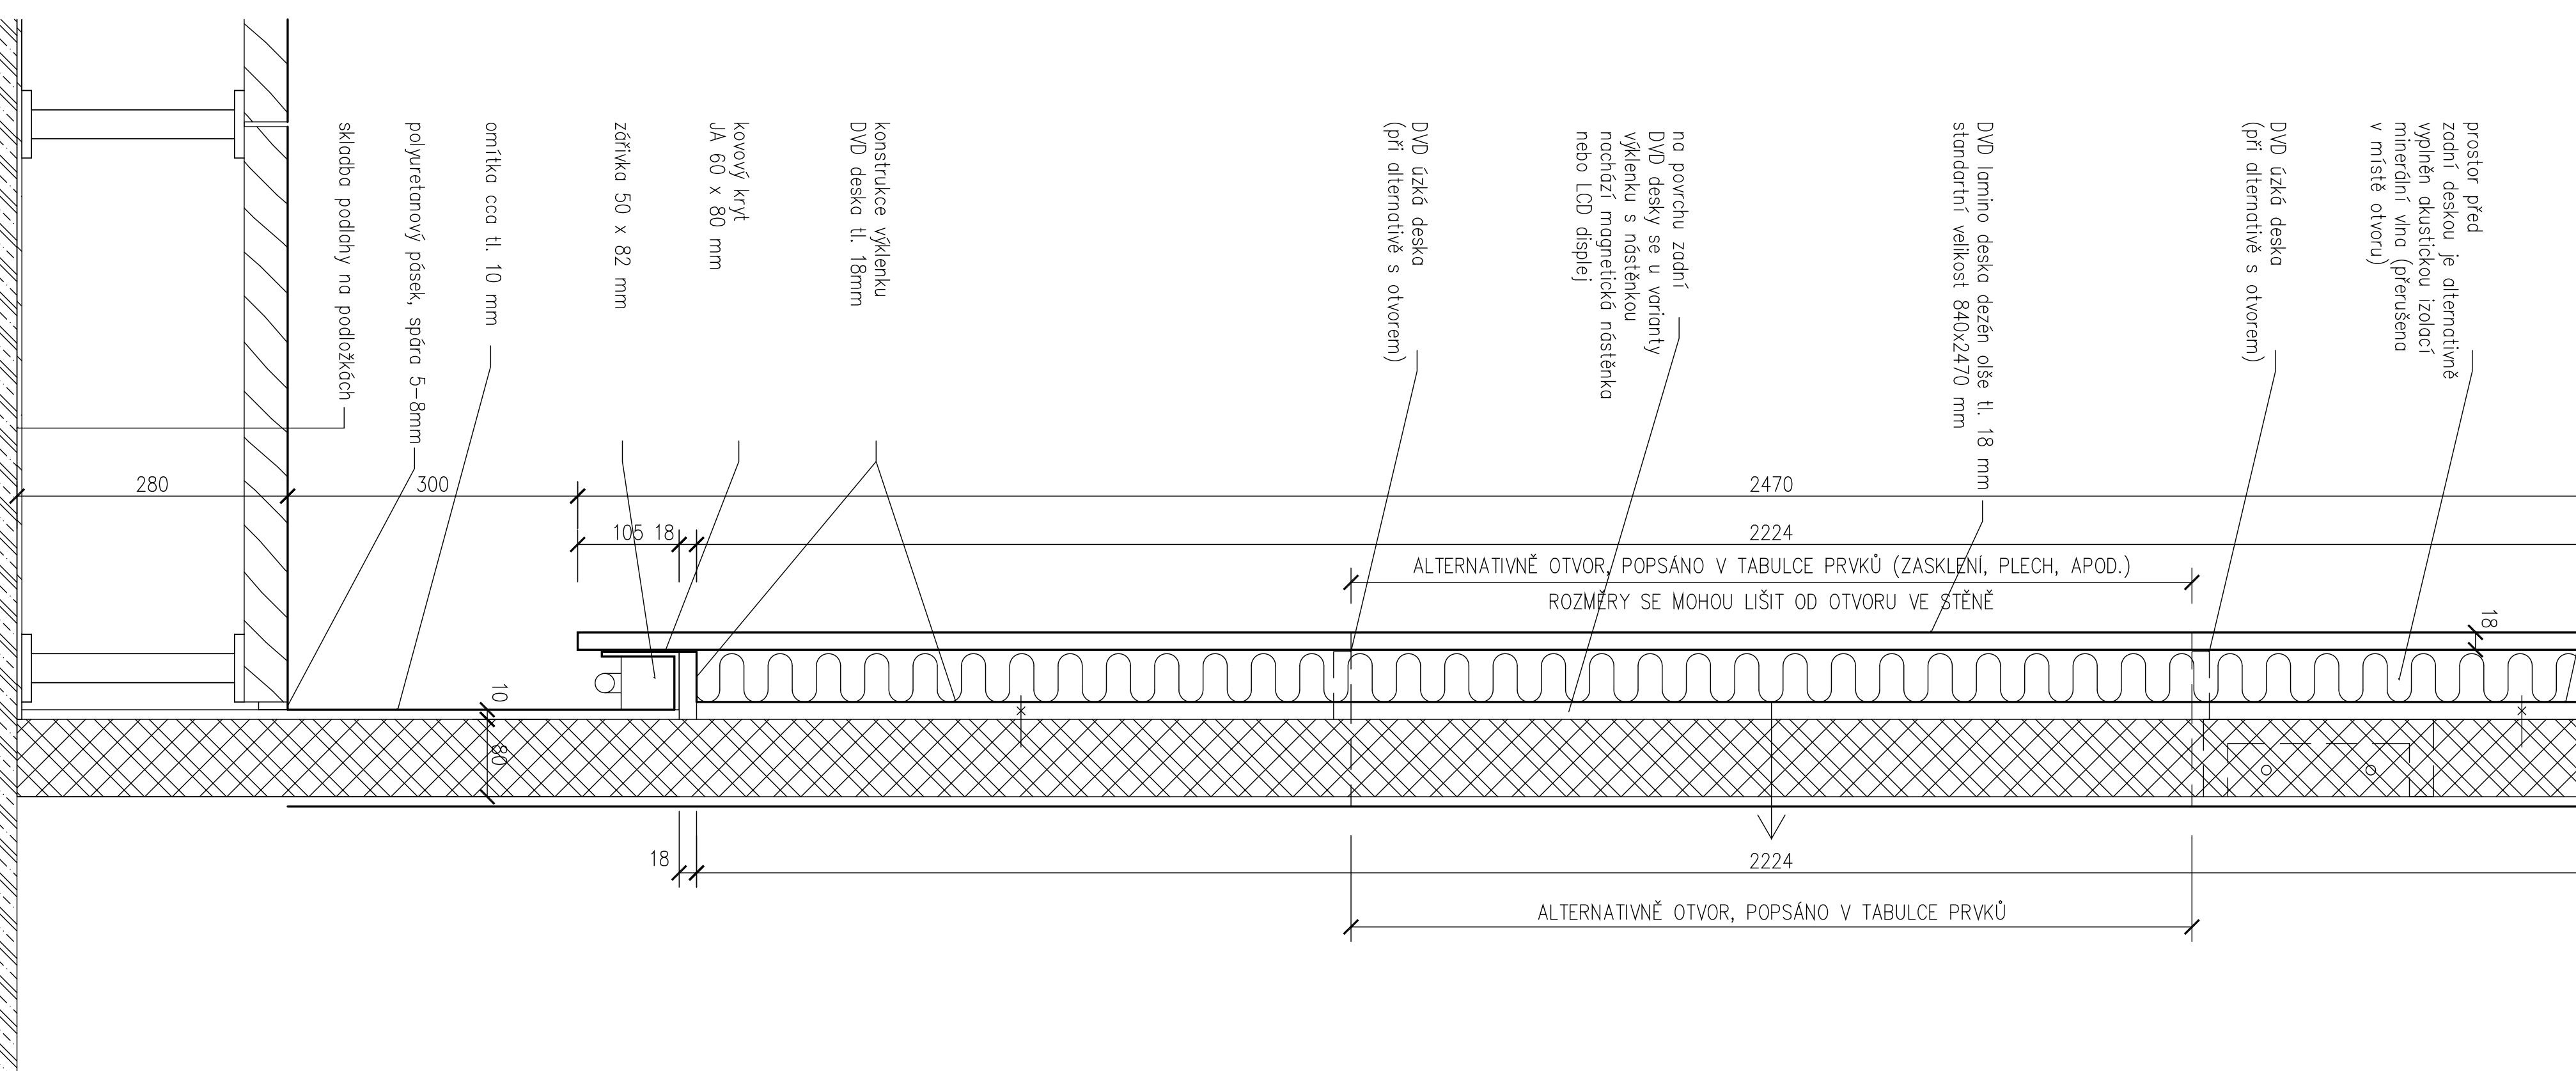 skladba podlahy na podložkách
polyuretanový pásek, spára 5-8mm
omítka cca tl. 10 mm
zářivka 50 x 82 mm
kovový kryt
JA 60 x 80 mm
konstrukce výklenku
DVD deska tl. 18mm
DVD úzká deska
(při alternativě s otvorem)
na povrchu zadní
DVD desky se u varianty
výklenku s nástěnkou
nachází magnetická nástěnka
nebo LCD displej
DVD lamino deska dezén olše tl. 18 mm
standartní velikost 840x2470 mm
DVD úzká deska
(při alternativě s otvorem)
prostor před
zadní deskou je alternativně
vyplněn akustickou izolací
minerální vlna (přerušena
v místě otvoru)
280
300
2470
105
18
2224
ALTERNATIVNĚ OTVOR, POPSÁNO V TABULCE PRVKŮ (ZASKLENÍ, PLECH, APOD.)
ROZMĚRY SE MOHOU LIŠIT OD OTVORU VE STĚNĚ
18
10
80
18
2224
ALTERNATIVNĚ OTVOR, POPSÁNO V TABULCE PRVKŮ